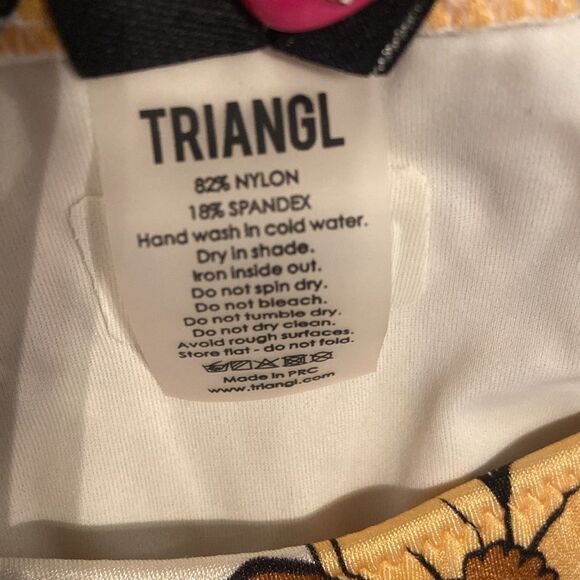 TRIANGL
82% NYLON
18% SPANDEX
Hand wash in cold water.
Dry in shade.
Iron inside out.
Do not spin dry.
Do not bleach.
Do not tumble dry.
Do not dry clean.
Avoid rough surfaces.
Store flat - do not fold.
Made in PRC
www.triangl.com